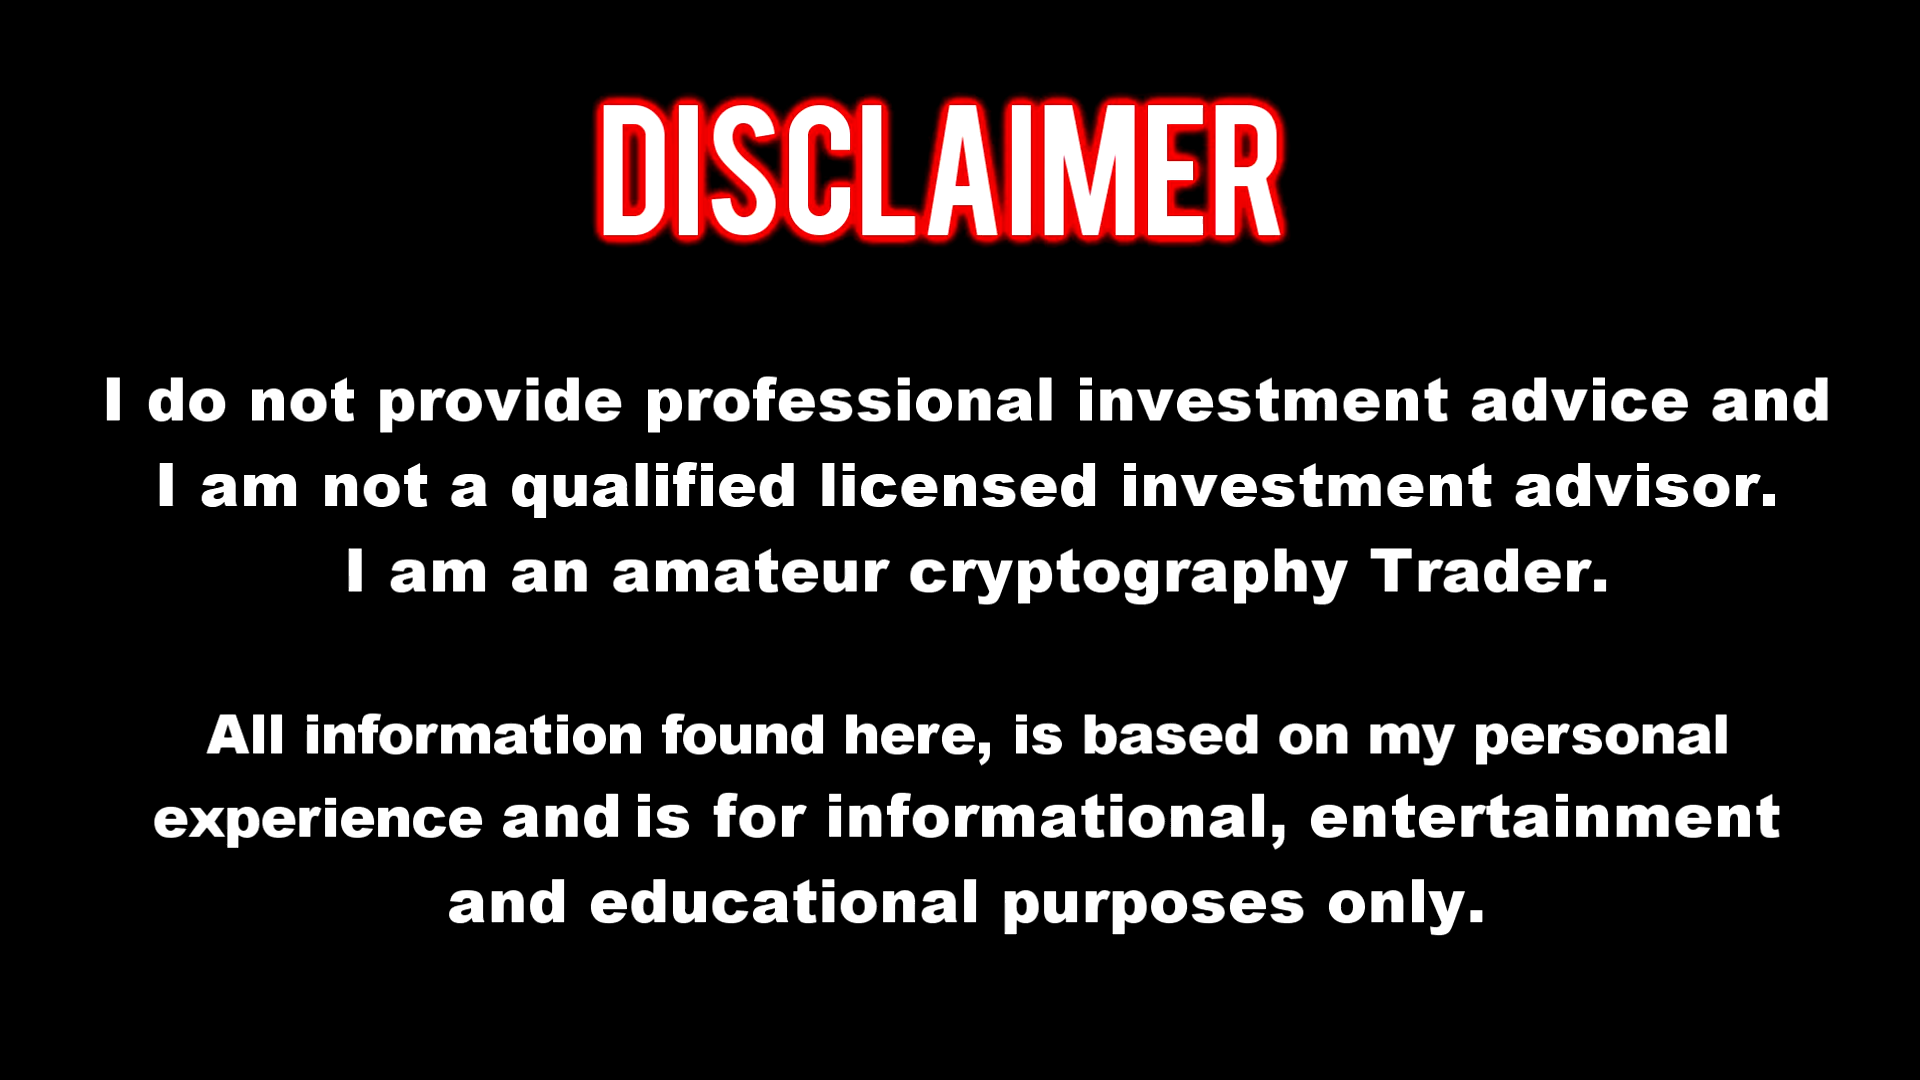 DISCLAIMER
I do not provide professional investment advice and
I am not a qualified licensed investment advisor.
I am an amateur cryptography Trader.
All information found here, is based on my personal
experience and is for informational, entertainment
and educational purposes only.